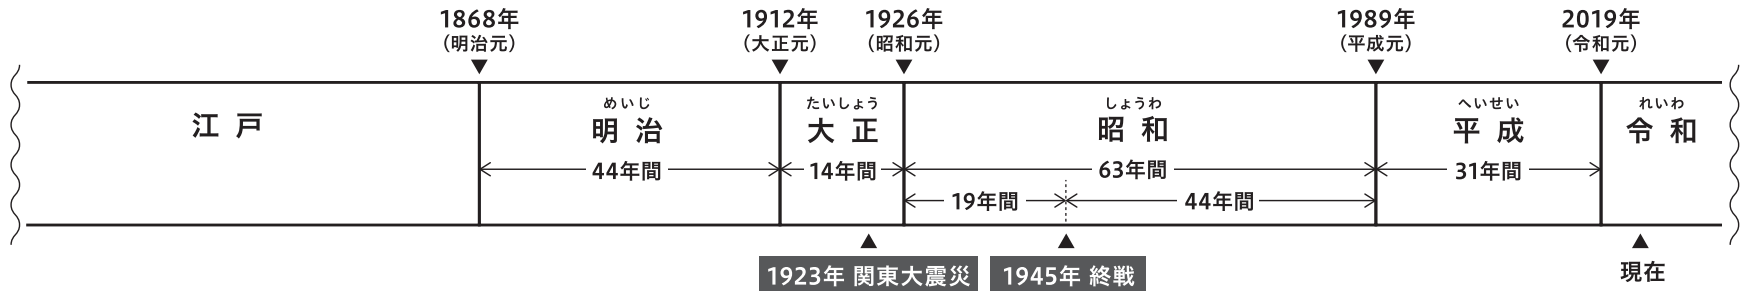 1868年
（明治元）
1912年
（大正元）
1926年
（昭和元）
1989年
（平成元）
2019年
（令和元）
江戸
めいじ
明治
44年間
たいしょう
大正
14年間
しょうわ
昭和
63年間
19年間
44年間
へいせい
平成
31年間
れいわ
令和
1923年 関東大震災
1945年 終戦
現在